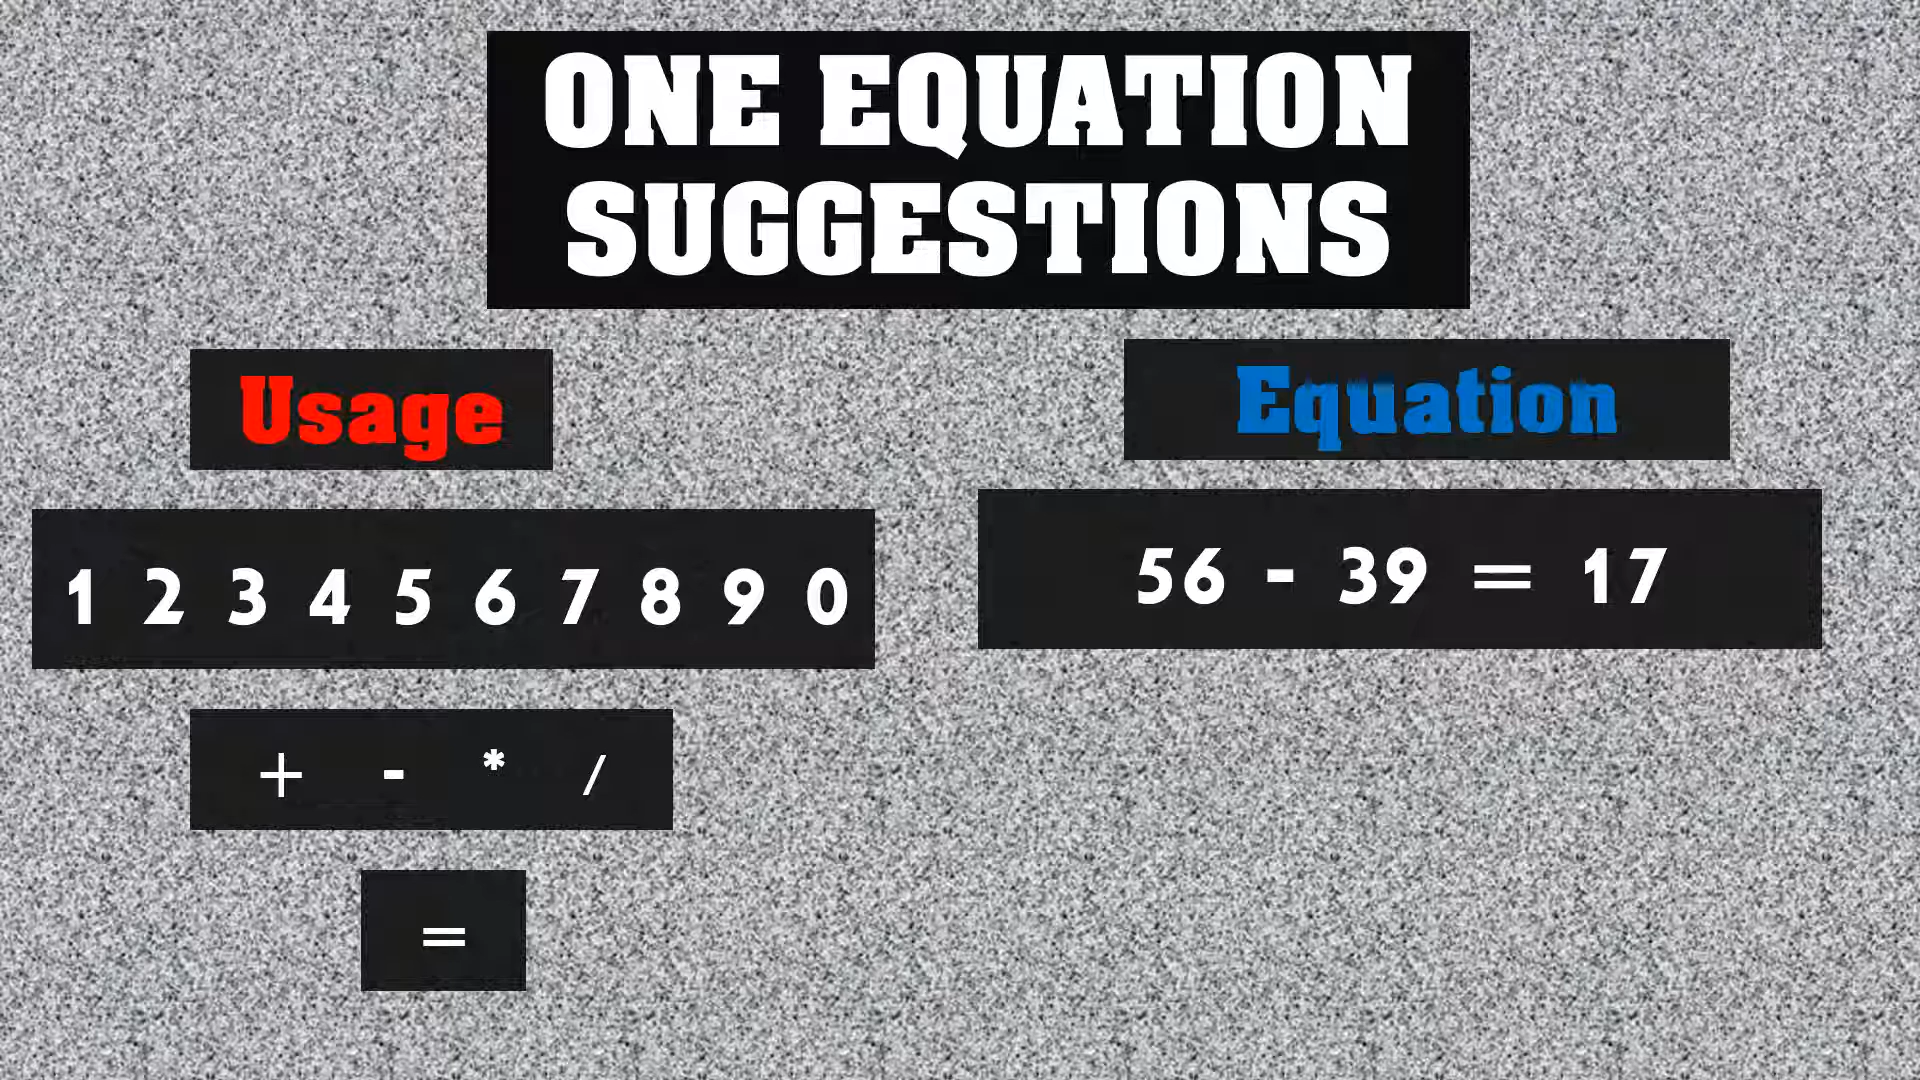 ONE EQUATION
SUGGESTIONS
Usage
1 2 3 4 5 6 7 8 9 0
+ - * /
=
Equation
56 - 39 = 17